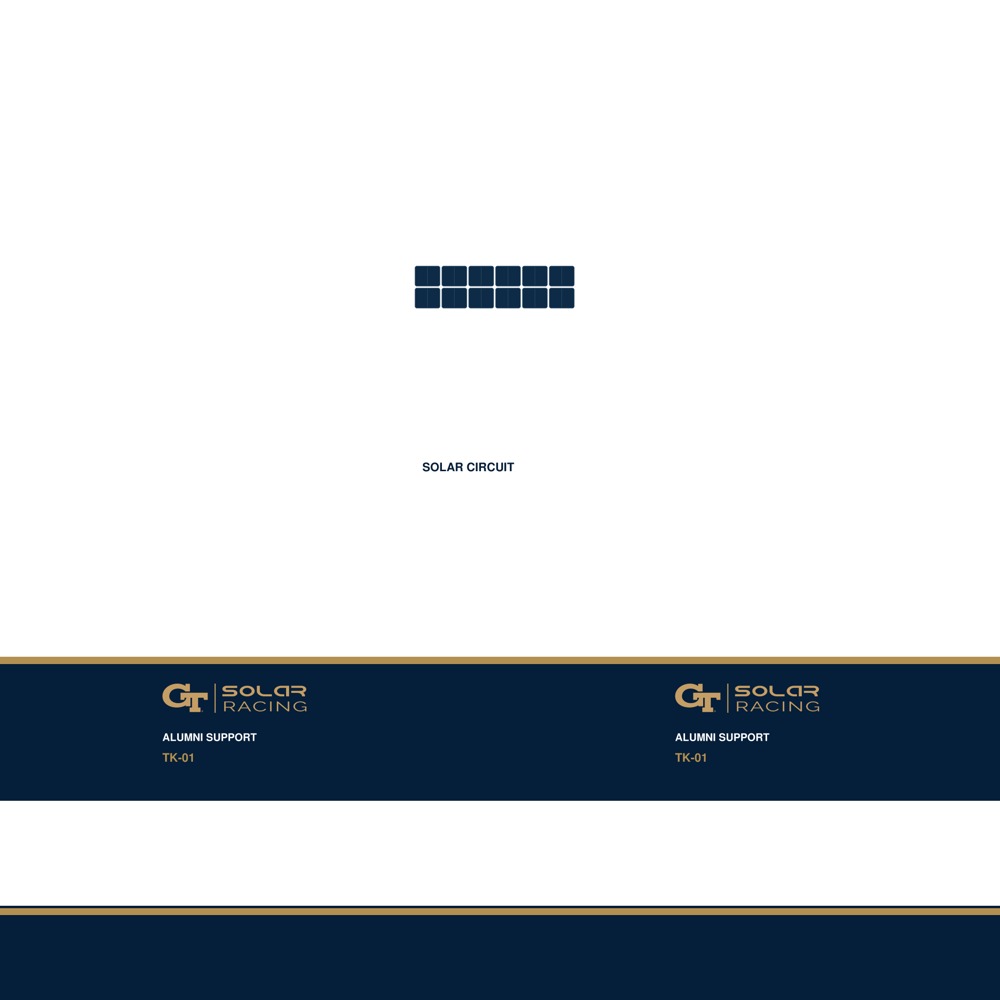 SOLAR CIRCUIT
GT SOLAR RACING
ALUMNI SUPPORT
TK-01
GT SOLAR RACING
ALUMNI SUPPORT
TK-01